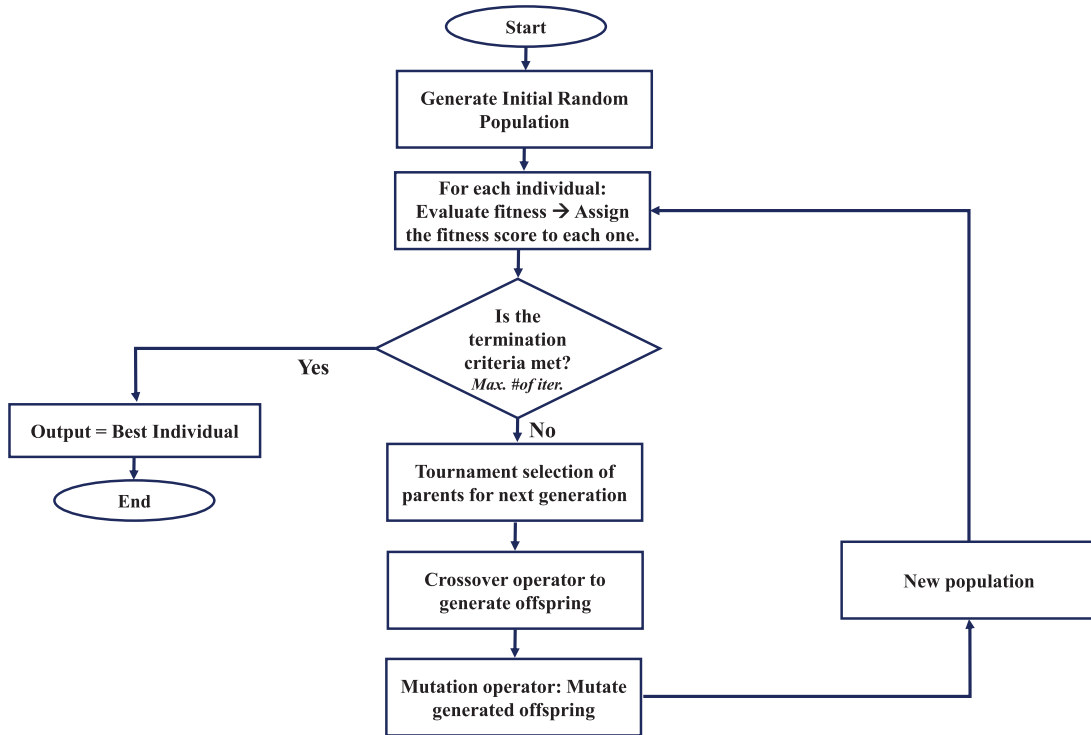 Start
Generate Initial Random
Population
For each individual:
Evaluate fitness → Assign
the fitness score to each one.
Is the
termination
criteria met?
Max. #of iter.
Yes
Output = Best Individual
End
No
Tournament selection of
parents for next generation
Crossover operator to
generate offspring
Mutation operator: Mutate
generated offspring
New population